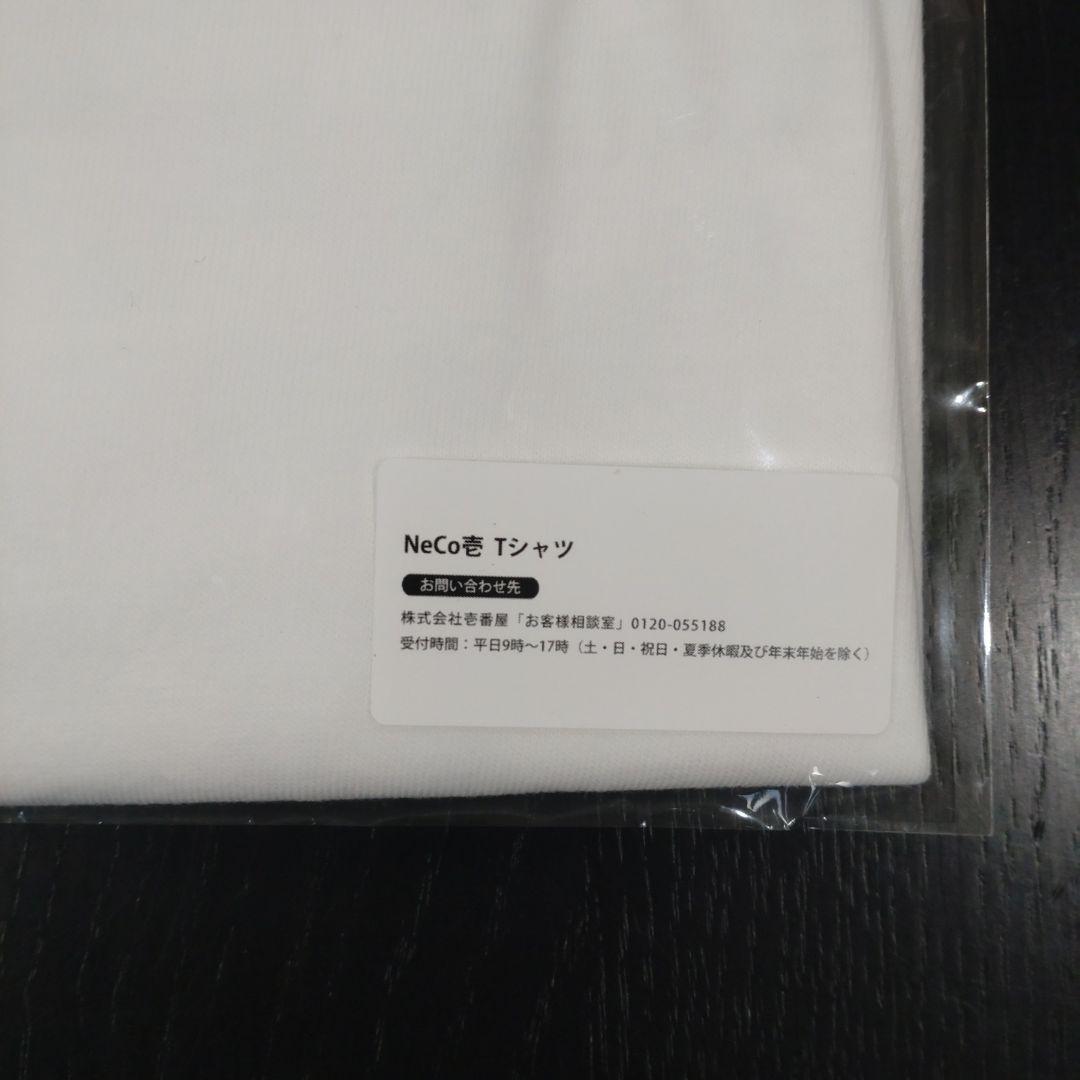 NeCo壱 Tシャツ
お問い合わせ先
株式会社壱番屋「お客様相談室」0120-055188
受付時間：平日9時～17時（土・日・祝日・夏季休暇及び年末年始を除く）